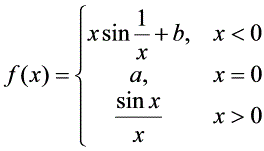 f(x) = { x sin 1/x + b, x < 0
a, x = 0
sin x / x x > 0